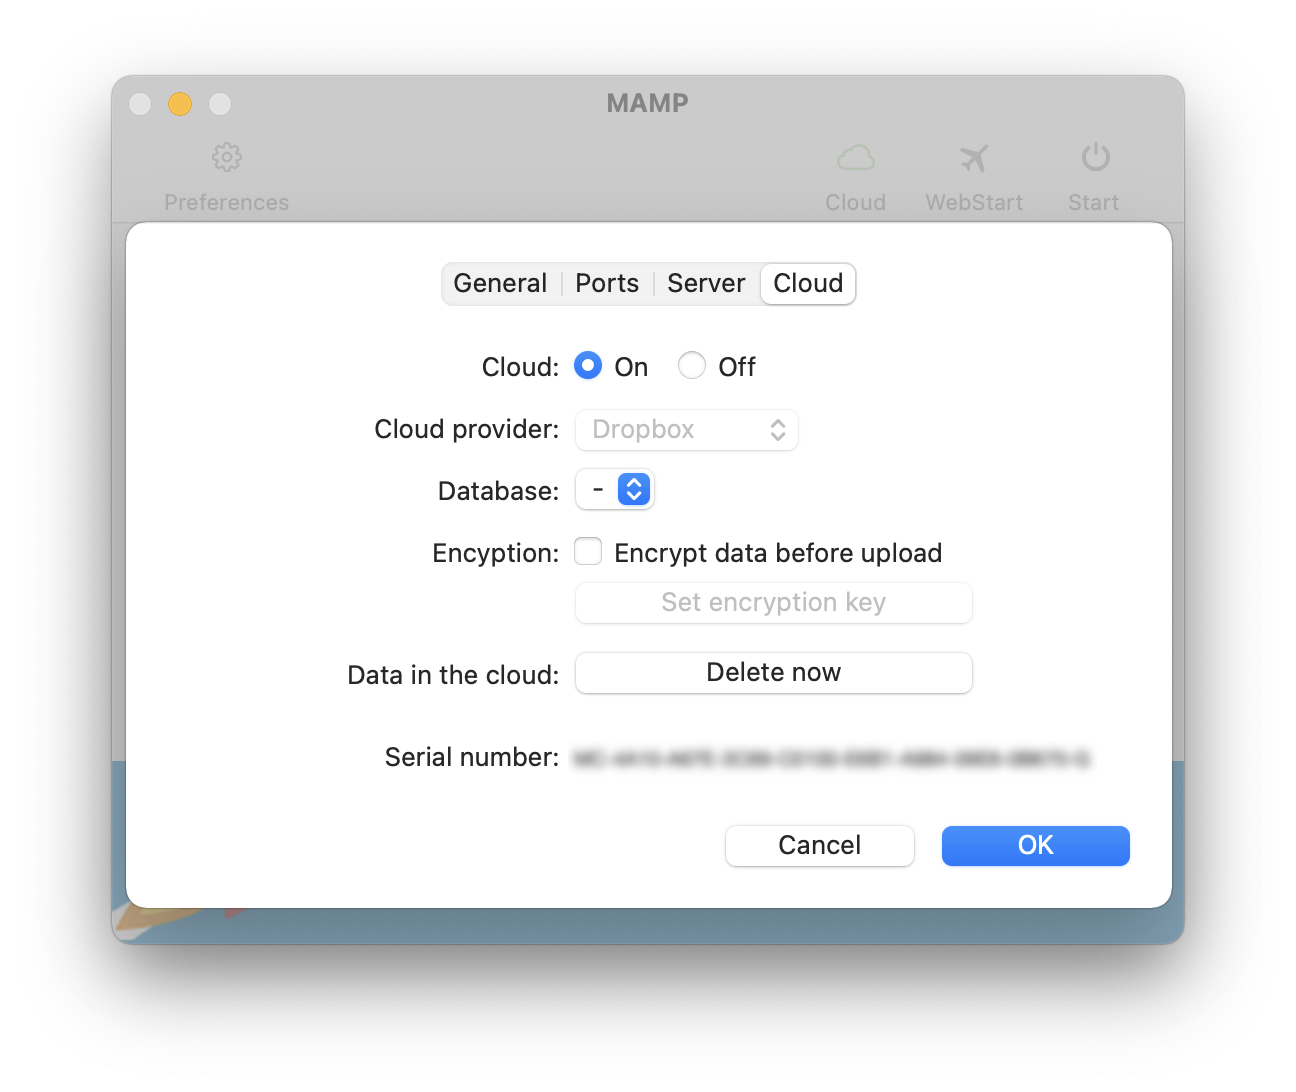 MAMP
Preferences
Cloud WebStart Start
General Ports Server Cloud
Cloud: On Off
Cloud provider: Dropbox
Database: -
Encyption: Encrypt data before upload
Set encryption key
Data in the cloud: Delete now
Serial number:
Cancel OK